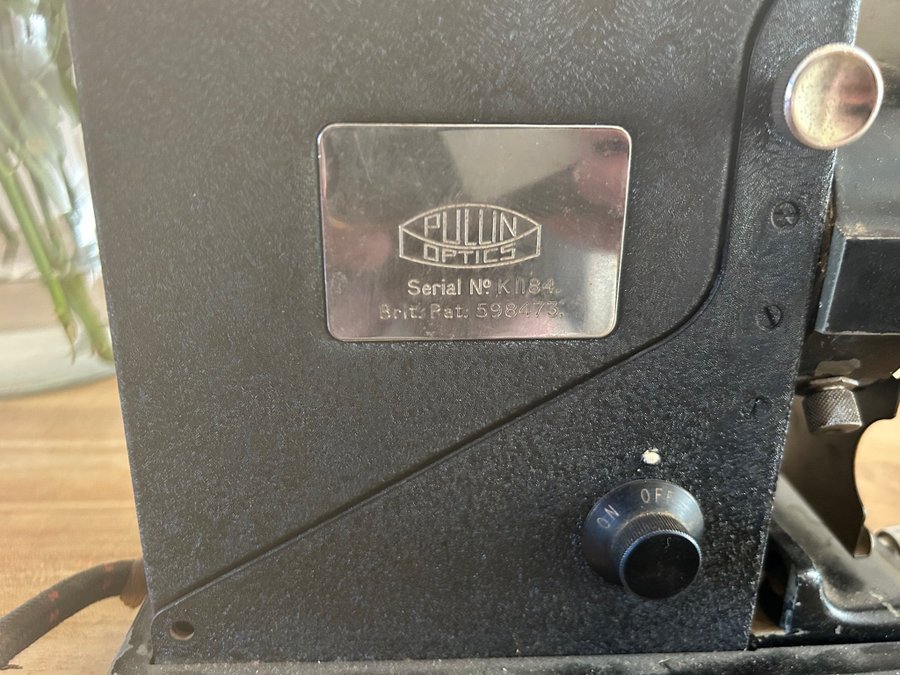 PULLIN
OPTICS
Serial No K1184.
Brit. Pat. 598473.
ON OFF